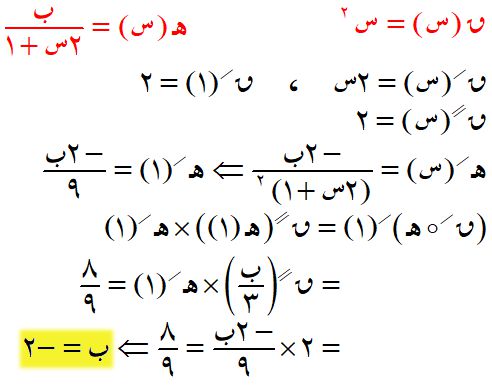 ق(س) = س^٢    هـ(س) = ب/(٢س + ١)
ق′(س) = ٢س ، ق′(١) = ٢
ق″(س) = ٢
هـ′(س) = −٢ب/(٢س + ١)^٢ ⇐ هـ′(١) = −٢ب/٩
(ق′ ∘ هـ)′(١) = ق″(هـ(١)) × هـ′(١)
= ق″(ب/٣) × هـ′(١) = ٨/٩
= ٢ × −٢ب/٩ = ٨/٩ ⇐ ب = −٢